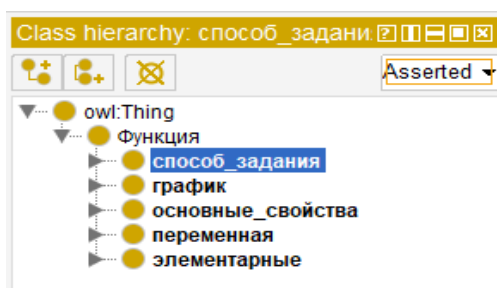 Class hierarchy: способ_задани
Asserted
owl:Thing
Функция
способ_задания
график
основные_свойства
переменная
элементарные